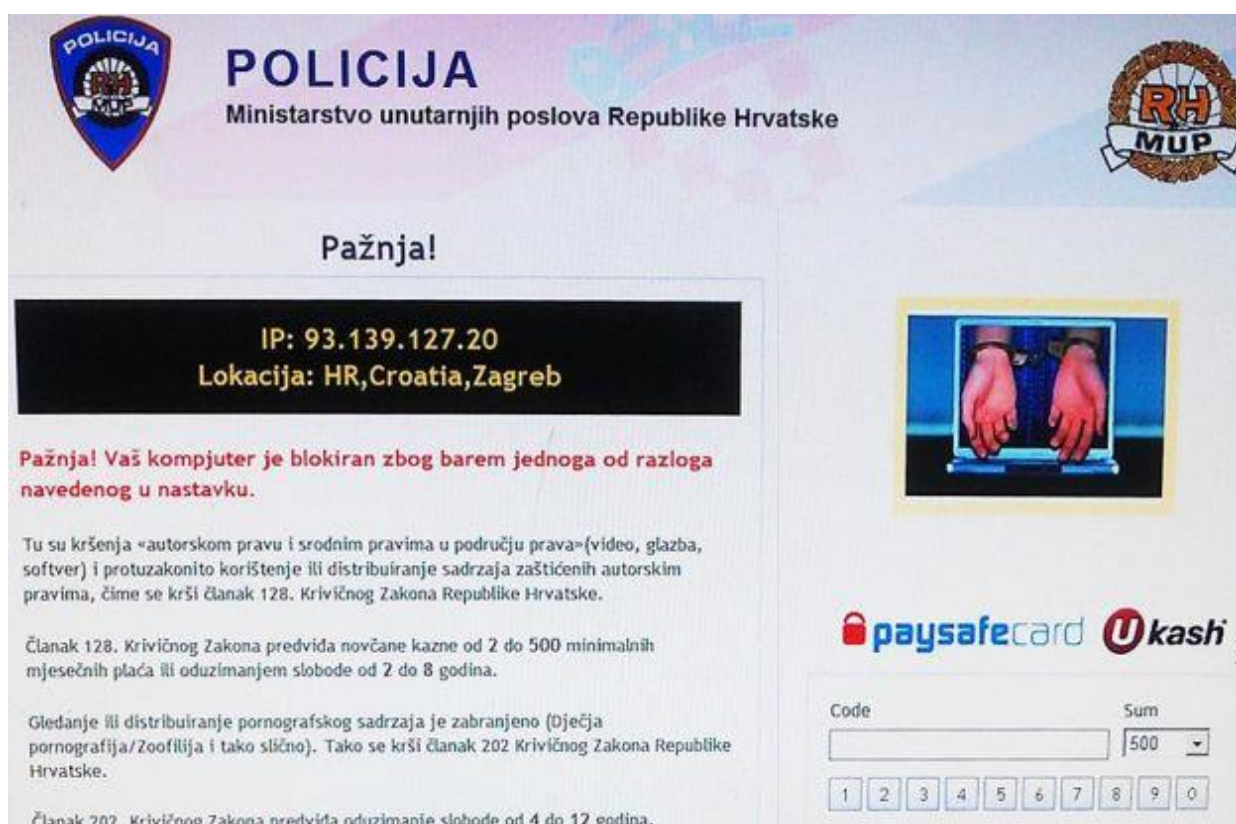 POLICIJA
RH
MUP
POLICIJA
Ministarstvo unutarnjih poslova Republike Hrvatske
RH
MUP
Pažnja!
IP: 93.139.127.20
Lokacija: HR,Croatia,Zagreb
Pažnja! Vaš kompjuter je blokiran zbog barem jednoga od razloga
navedenog u nastavku.
Tu su kršenja «autorskom pravu i srodnim pravima u području prava»(video, glazba,
softver) i protuzakonito korištenje ili distribuiranje sadrzaja zaštićenih autorskim
pravima, čime se krši članak 128. Krivičnog Zakona Republike Hrvatske.
Članak 128. Krivičnog Zakona predviđa novčane kazne od 2 do 500 minimalnih
mjesečnih plaća ili oduzimanjem slobode od 2 do 8 godina.
Gledanje ili distribuiranje pornografskog sadrzaja je zabranjeno (Dječja
pornografija/Zoofilija i tako slično). Tako se krši članak 202 Krivičnog Zakona Republike
Hrvatske.
Članak 202. Krivičnog Zakona predviđa oduzimanje slobode od 4 do 12 godina.
paysafecard Ukash
Code Sum
500
1 2 3 4 5 6 7 8 9 0